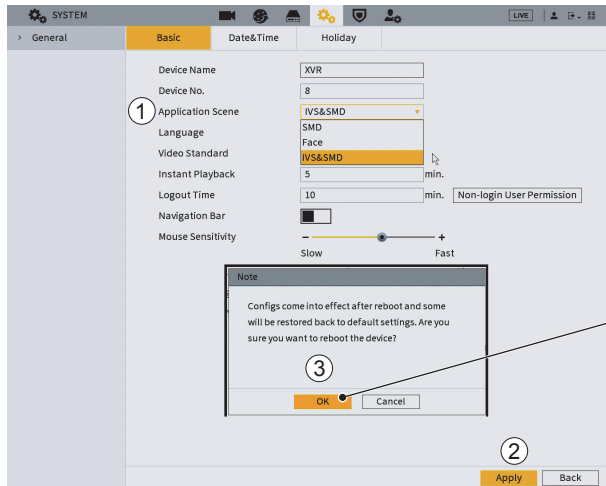 SYSTEM
LIVE
General
Basic Date&Time Holiday
Device Name XVR
Device No. 8
1 Application Scene IVS&SMD
SMD
Language
Face
Video Standard IVS&SMD
Instant Playback 5 min.
Logout Time 10 min. Non-login User Permission
Navigation Bar
Mouse Sensitivity - +
Slow Fast
Note
Configs come into effect after reboot and some
will be restored back to default settings. Are you
sure you want to reboot the device?
3
OK Cancel
2
Apply Back